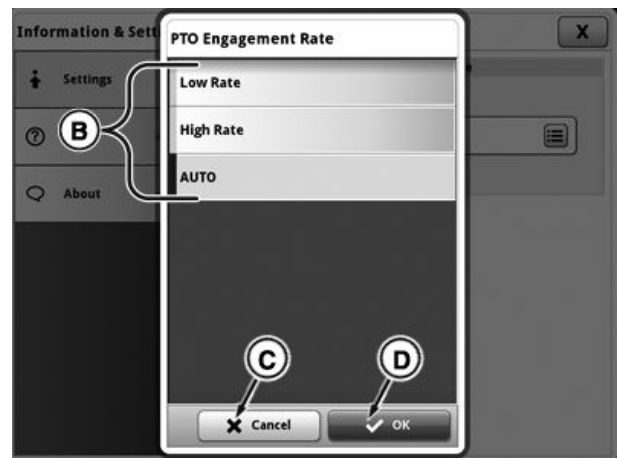 Information & Sett
X
PTO Engagement Rate
Settings
Low Rate
B
High Rate
AUTO
About
C
D
Cancel
OK